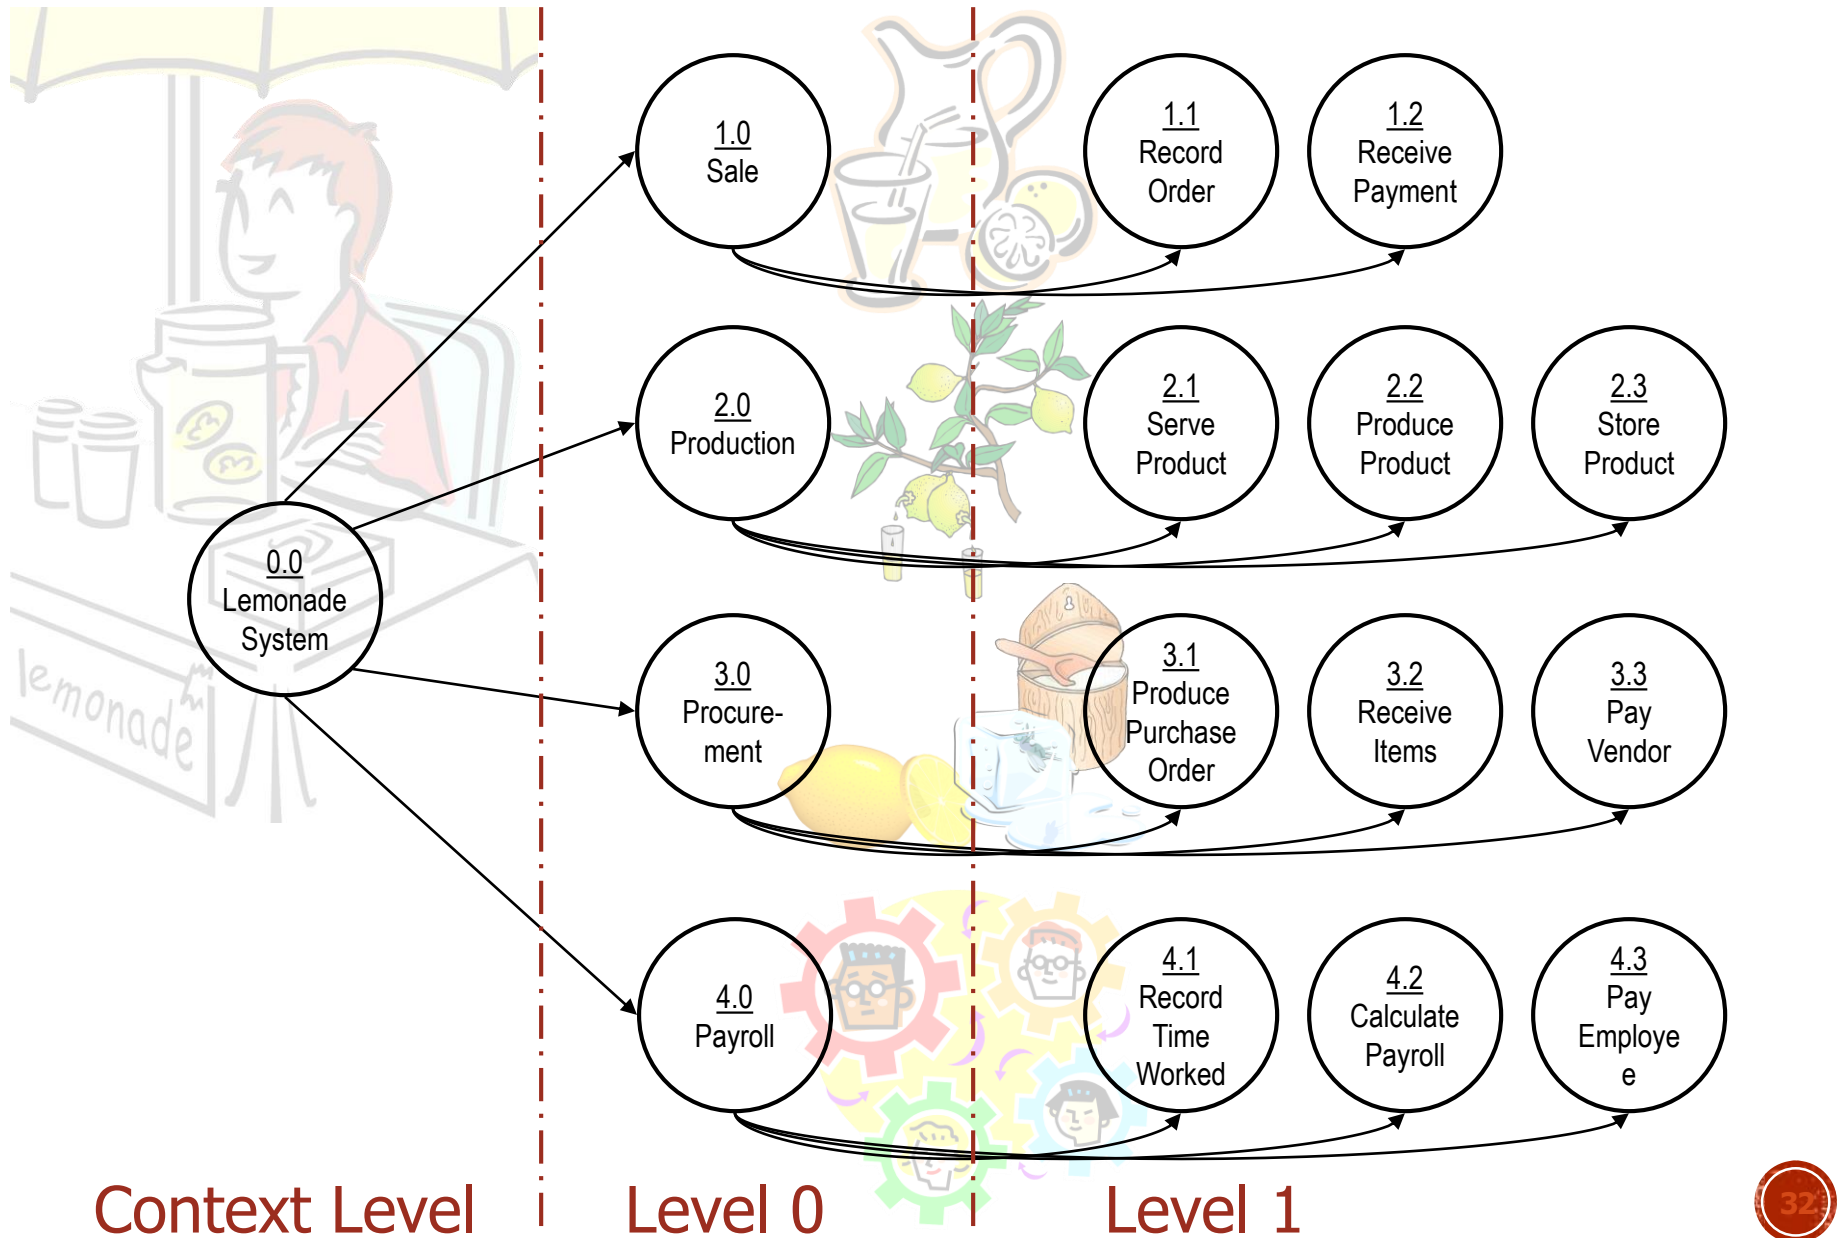 1.0
Sale
1.1
Record
Order
1.2
Receive
Payment
2.0
Production
2.1
Serve
Product
2.2
Produce
Product
2.3
Store
Product
0.0
Lemonade
System
lemonade
3.0
Procure-
ment
3.1
Produce
Purchase
Order
3.2
Receive
Items
3.3
Pay
Vendor
4.0
Payroll
4.1
Record
Time
Worked
4.2
Calculate
Payroll
4.3
Pay
Employe
e
Context Level
Level 0
Level 1
32